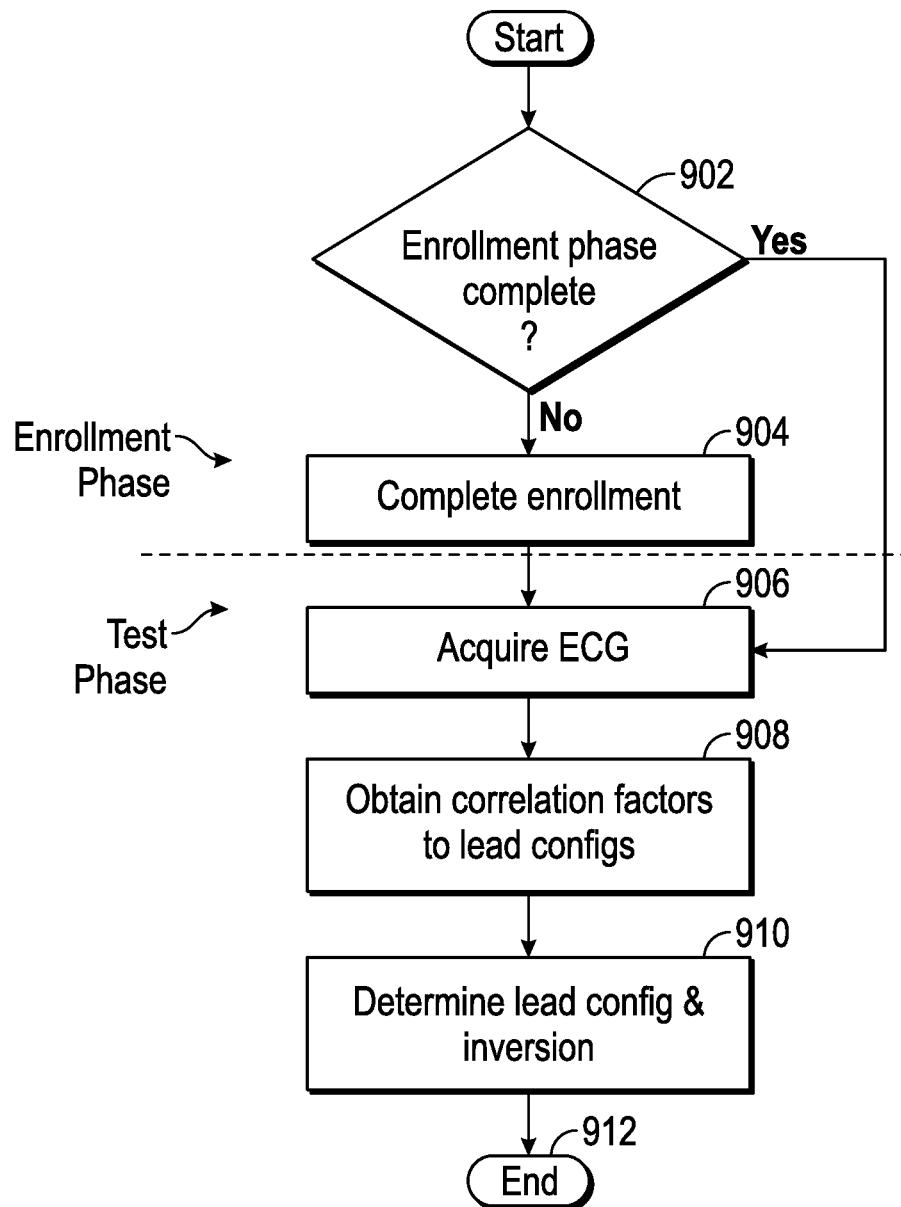 Start
902
Enrollment phase
complete
?
Yes
No
Enrollment
Phase
904
Complete enrollment
906
Test
Phase
Acquire ECG
908
Obtain correlation factors
to lead configs
910
Determine lead config &
inversion
912
End